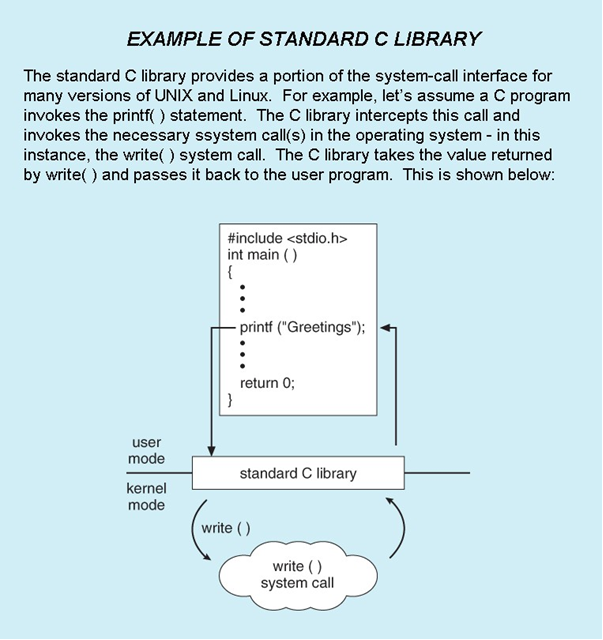 EXAMPLE OF STANDARD C LIBRARY
The standard C library provides a portion of the system-call interface for
many versions of UNIX and Linux.  For example, let's assume a C program
invokes the printf( ) statement.  The C library intercepts this call and
invokes the necessary ssystem call(s) in the operating system - in this
instance, the write( ) system call.  The C library takes the value returned
by write( ) and passes it back to the user program.  This is shown below:
#include <stdio.h>
int main ( )
{
•
•
•
printf ("Greetings");
•
•
•
return 0;
}
user
mode
standard C library
kernel
mode
write ( )
write ( )
system call